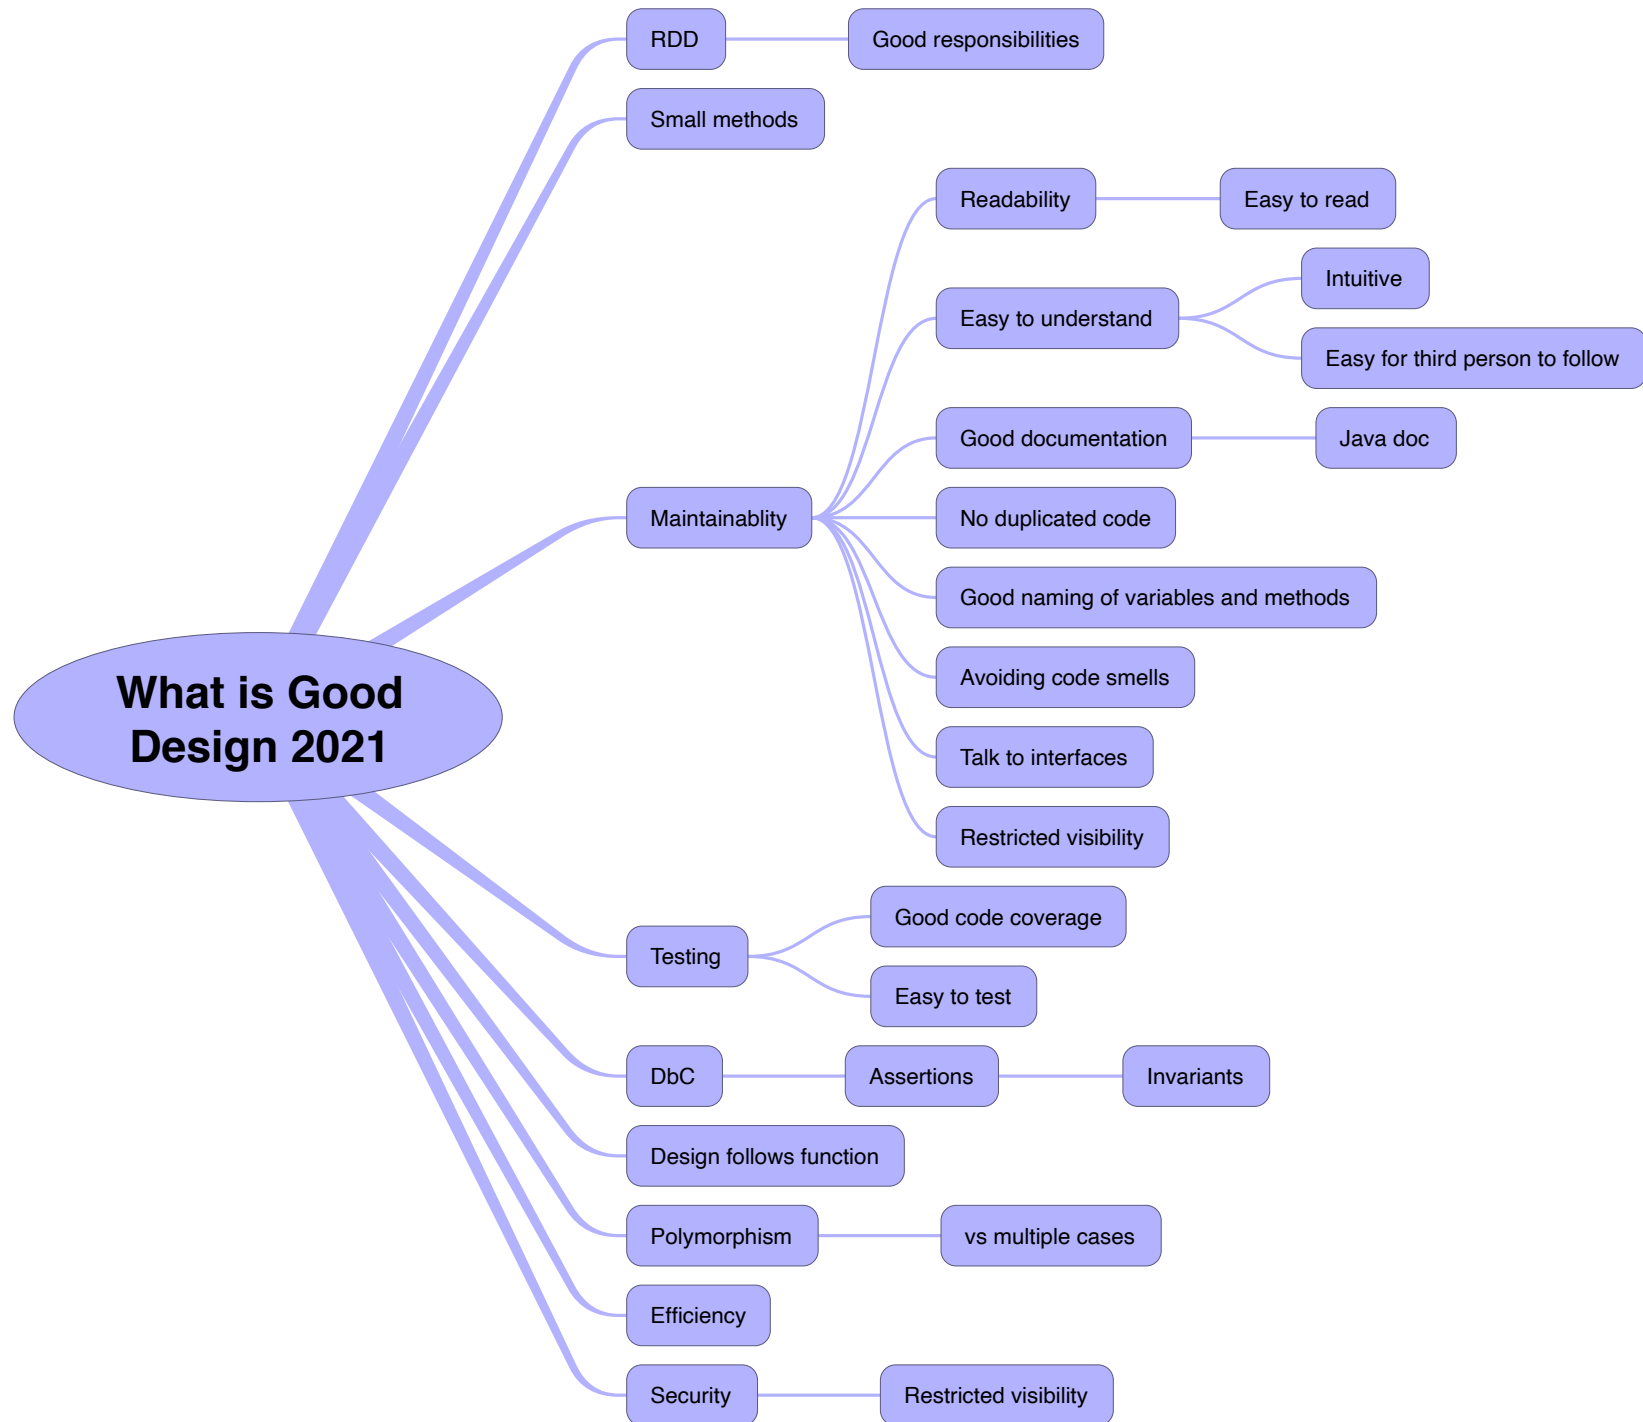 RDD
Good responsibilities
Small methods
Readability
Easy to read
Intuitive
Easy to understand
Easy for third person to follow
Good documentation
Java doc
Maintainablity
No duplicated code
Good naming of variables and methods
Avoiding code smells
What is Good
Design 2021
Talk to interfaces
Restricted visibility
Good code coverage
Testing
Easy to test
DbC
Assertions
Invariants
Design follows function
Polymorphism
vs multiple cases
Efficiency
Security
Restricted visibility